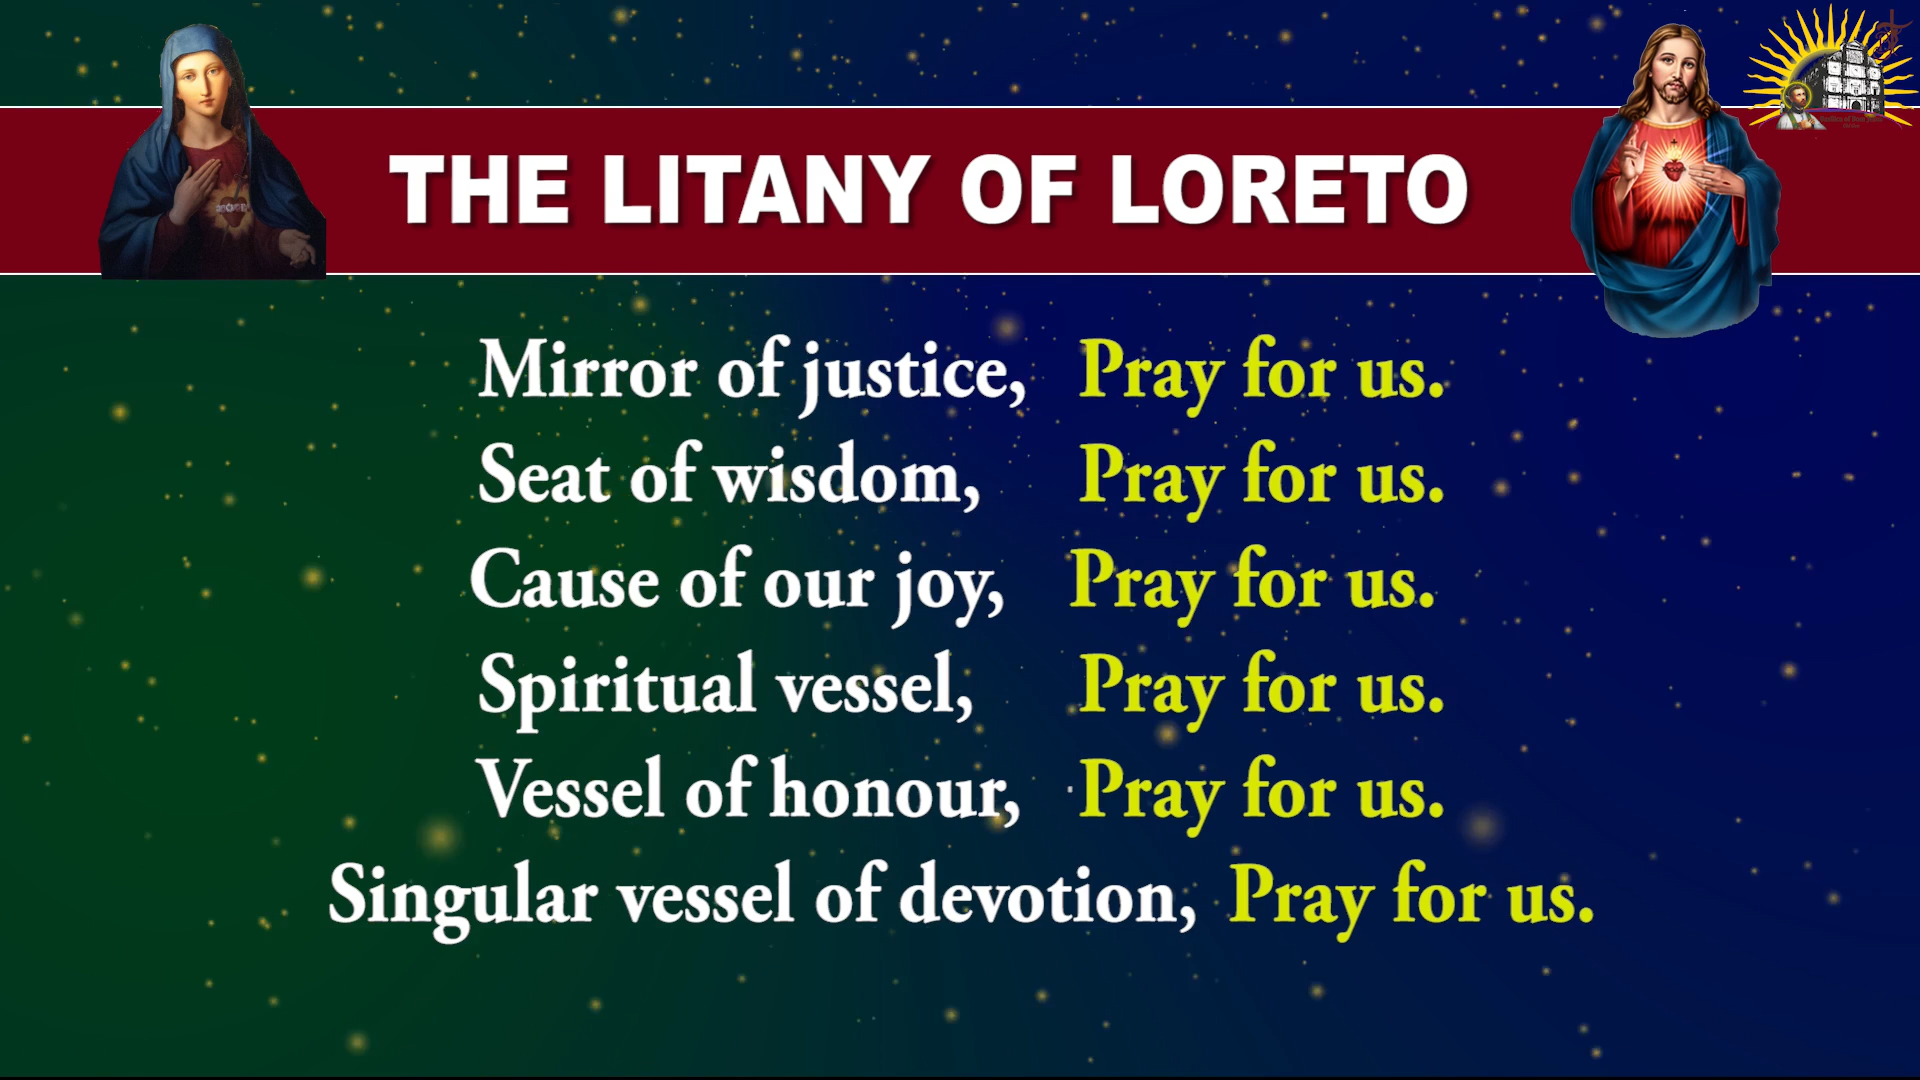 THE LITANY OF LORETO
Mirror of justice, Pray for us.
Seat of wisdom, Pray for us.
Cause of our joy, Pray for us.
Spiritual vessel, Pray for us.
Vessel of honour, Pray for us.
Singular vessel of devotion, Pray for us.